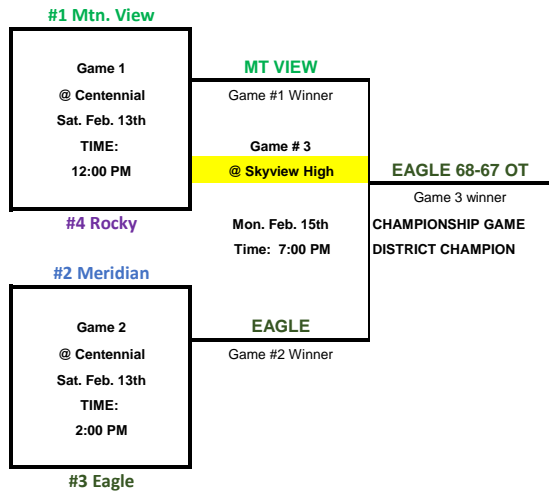 #1 Mtn. View
Game 1
@ Centennial
Sat. Feb. 13th
TIME:
12:00 PM
#4 Rocky
MT VIEW
Game #1 Winner
Game # 3
@ Skyview High
Mon. Feb. 15th
Time:  7:00 PM
EAGLE 68-67 OT
Game 3 winner
CHAMPIONSHIP GAME
DISTRICT CHAMPION
#2 Meridian
Game 2
@ Centennial
Sat. Feb. 13th
TIME:
2:00 PM
#3 Eagle
EAGLE
Game #2 Winner